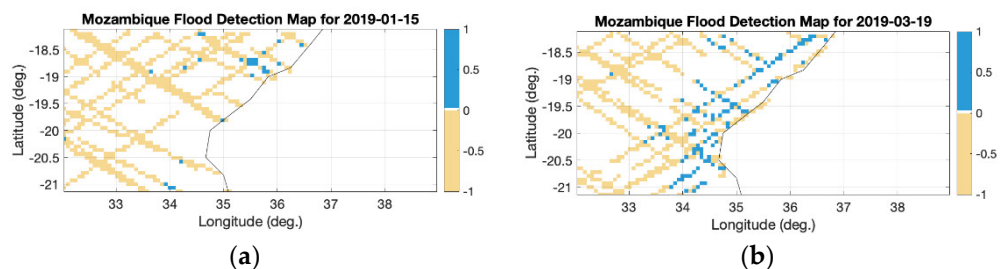 Mozambique Flood Detection Map for 2019-01-15
Latitude (deg.)
-18.5
-19
-19.5
-20
-20.5
-21
33 34 35 36 37 38
Longitude (deg.)
1
0.5
0
-0.5
-1
(a)
Mozambique Flood Detection Map for 2019-03-19
Latitude (deg.)
-18.5
-19
-19.5
-20
-20.5
-21
33 34 35 36 37 38
Longitude (deg.)
1
0.5
0
-0.5
-1
(b)